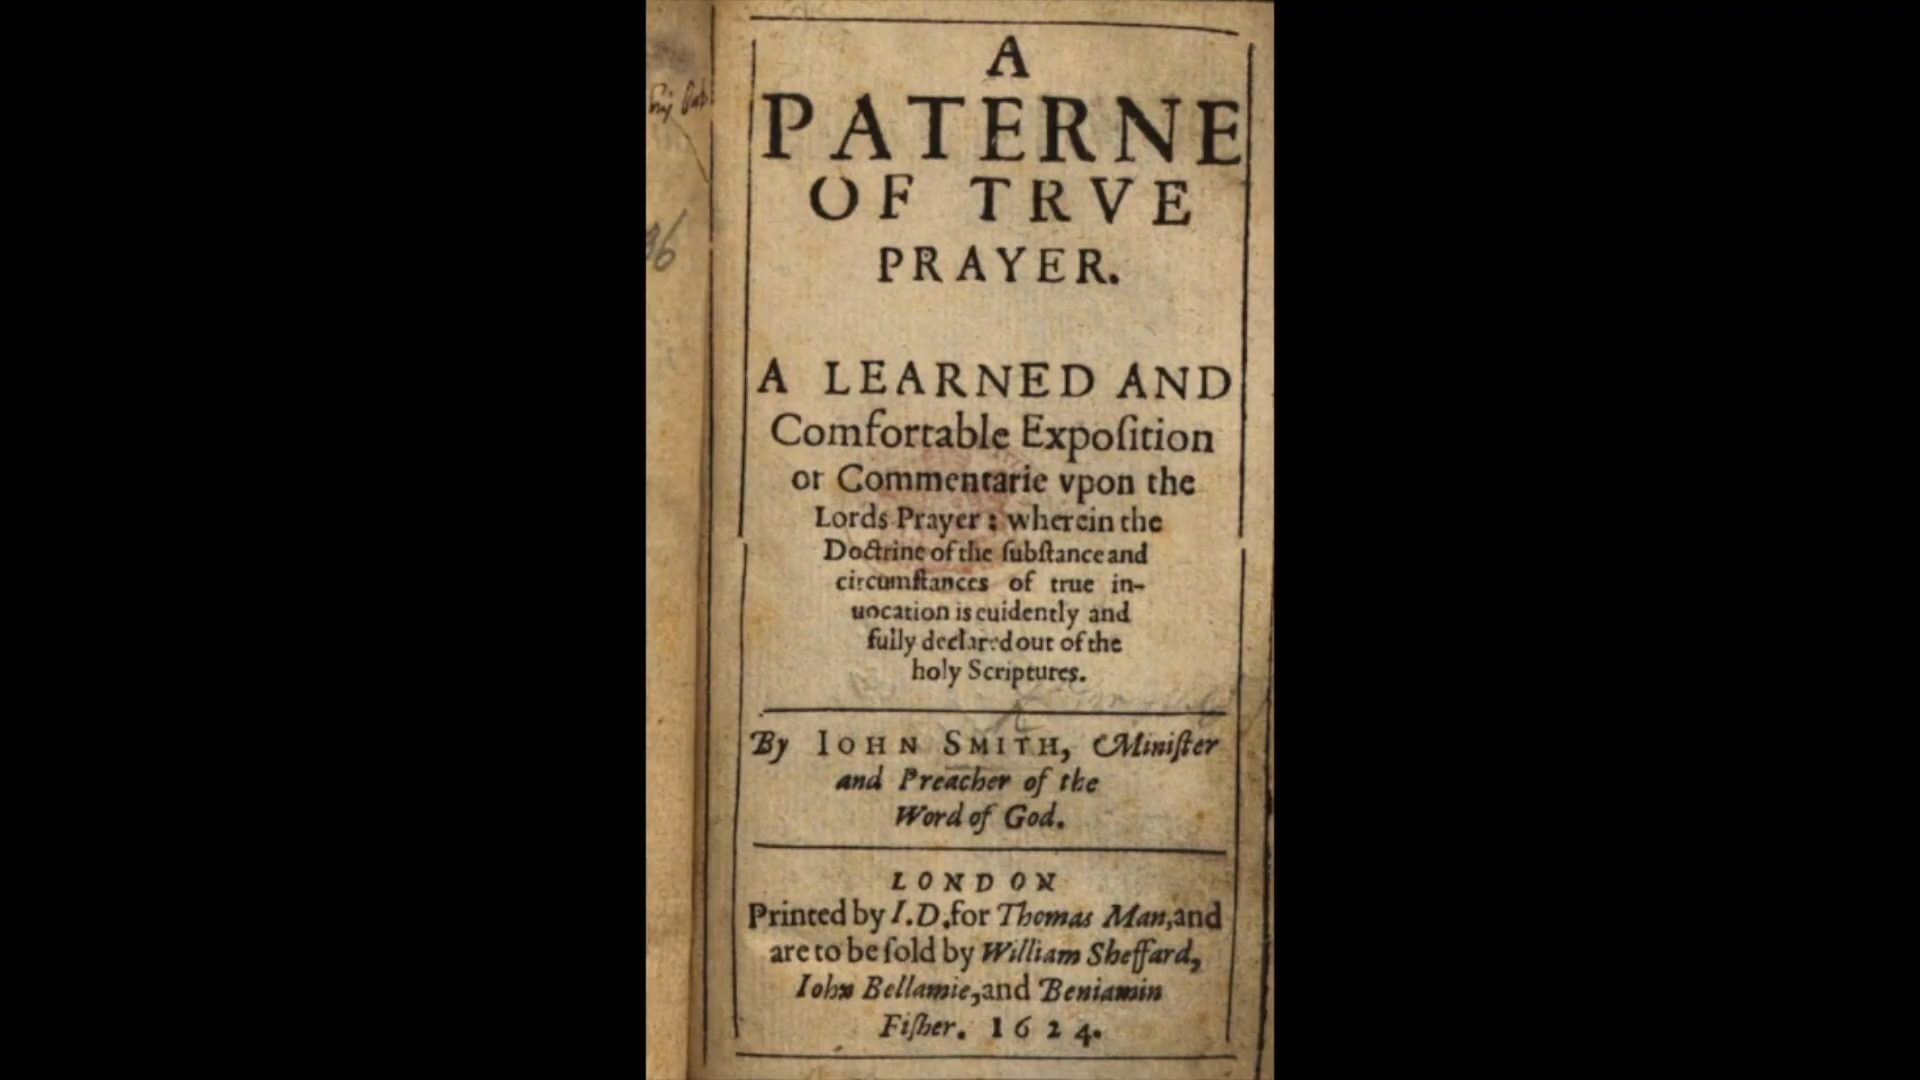 A
PATERNE
OF TRVE
PRAYER.
A LEARNED AND
Comfortable Expoſition
or Commentarie vpon the
Lords Prayer: wherein the
Doctrine of the ſubſtance and
circumſtances of true in-
uocation is euidently and
fully declared out of the
holy Scriptures.
By IOHN SMITH, Miniſter
and Preacher of the
Word of God.
LONDON
Printed by I.D. for Thomas Man, and
are to be ſold by William Sheffard,
Iohn Bellamie, and Beniamin
Fiſher. 1624.